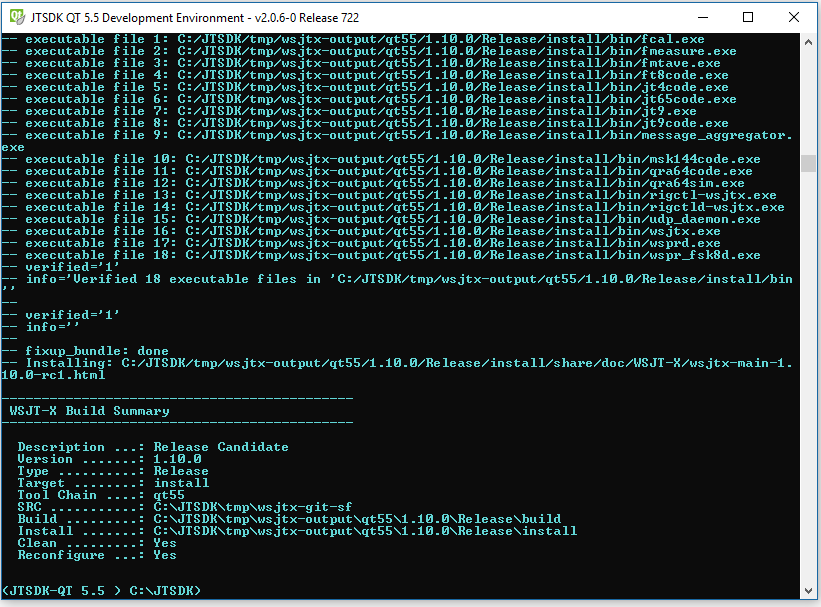 JTSDK QT 5.5 Development Environment - v2.0.6-0 Release 722
-- executable file 1: C:/JTSDK/tmp/wsjtx-output/qt55/1.10.0/Release/install/bin/fcal.exe
-- executable file 2: C:/JTSDK/tmp/wsjtx-output/qt55/1.10.0/Release/install/bin/fmeasure.exe
-- executable file 3: C:/JTSDK/tmp/wsjtx-output/qt55/1.10.0/Release/install/bin/fmtave.exe
-- executable file 4: C:/JTSDK/tmp/wsjtx-output/qt55/1.10.0/Release/install/bin/ft8code.exe
-- executable file 5: C:/JTSDK/tmp/wsjtx-output/qt55/1.10.0/Release/install/bin/jt4code.exe
-- executable file 6: C:/JTSDK/tmp/wsjtx-output/qt55/1.10.0/Release/install/bin/jt65code.exe
-- executable file 7: C:/JTSDK/tmp/wsjtx-output/qt55/1.10.0/Release/install/bin/jt9.exe
-- executable file 8: C:/JTSDK/tmp/wsjtx-output/qt55/1.10.0/Release/install/bin/jt9code.exe
-- executable file 9: C:/JTSDK/tmp/wsjtx-output/qt55/1.10.0/Release/install/bin/message_aggregator.
exe
-- executable file 10: C:/JTSDK/tmp/wsjtx-output/qt55/1.10.0/Release/install/bin/msk144code.exe
-- executable file 11: C:/JTSDK/tmp/wsjtx-output/qt55/1.10.0/Release/install/bin/qra64code.exe
-- executable file 12: C:/JTSDK/tmp/wsjtx-output/qt55/1.10.0/Release/install/bin/qra64sim.exe
-- executable file 13: C:/JTSDK/tmp/wsjtx-output/qt55/1.10.0/Release/install/bin/rigctl-wsjtx.exe
-- executable file 14: C:/JTSDK/tmp/wsjtx-output/qt55/1.10.0/Release/install/bin/rigctld-wsjtx.exe
-- executable file 15: C:/JTSDK/tmp/wsjtx-output/qt55/1.10.0/Release/install/bin/udp_daemon.exe
-- executable file 16: C:/JTSDK/tmp/wsjtx-output/qt55/1.10.0/Release/install/bin/wsjtx.exe
-- executable file 17: C:/JTSDK/tmp/wsjtx-output/qt55/1.10.0/Release/install/bin/wsprd.exe
-- executable file 18: C:/JTSDK/tmp/wsjtx-output/qt55/1.10.0/Release/install/bin/wspr_fsk8d.exe
-- verified='1'
-- info='Verified 18 executable files in 'C:/JTSDK/tmp/wsjtx-output/qt55/1.10.0/Release/install/bin
''
--
-- verified='1'
-- info=''
--
-- fixup_bundle: done
-- Installing: C:/JTSDK/tmp/wsjtx-output/qt55/1.10.0/Release/install/share/doc/WSJT-X/wsjtx-main-1.
10.0-rc1.html
--------------------------------------------
WSJT-X Build Summary
--------------------------------------------
Description ...: Release Candidate
Version .......: 1.10.0
Type ..........: Release
Target ........: install
Tool Chain ....: qt55
SRC ...........: C:\JTSDK\tmp\wsjtx-git-sf
Build .........: C:\JTSDK\tmp\wsjtx-output\qt55\1.10.0\Release\build
Install .......: C:\JTSDK\tmp\wsjtx-output\qt55\1.10.0\Release\install
Clean .........: Yes
Reconfigure ...: Yes
(JTSDK-QT 5.5 ) C:\JTSDK)